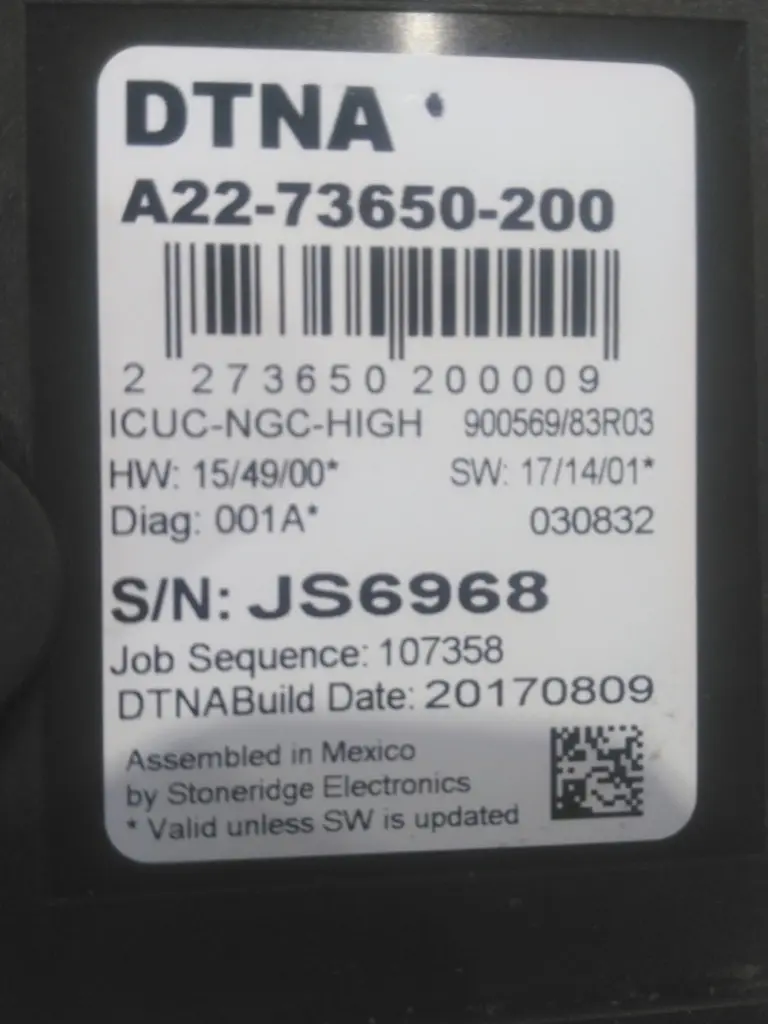 DTNA
A22-73650-200
2 273650 200009
ICUC-NGC-HIGH 900569/83R03
HW: 15/49/00* SW: 17/14/01*
Diag: 001A* 030832
S/N: JS6968
Job Sequence: 107358
DTNABuild Date: 20170809
Assembled in Mexico
by Stoneridge Electronics
* Valid unless SW is updated